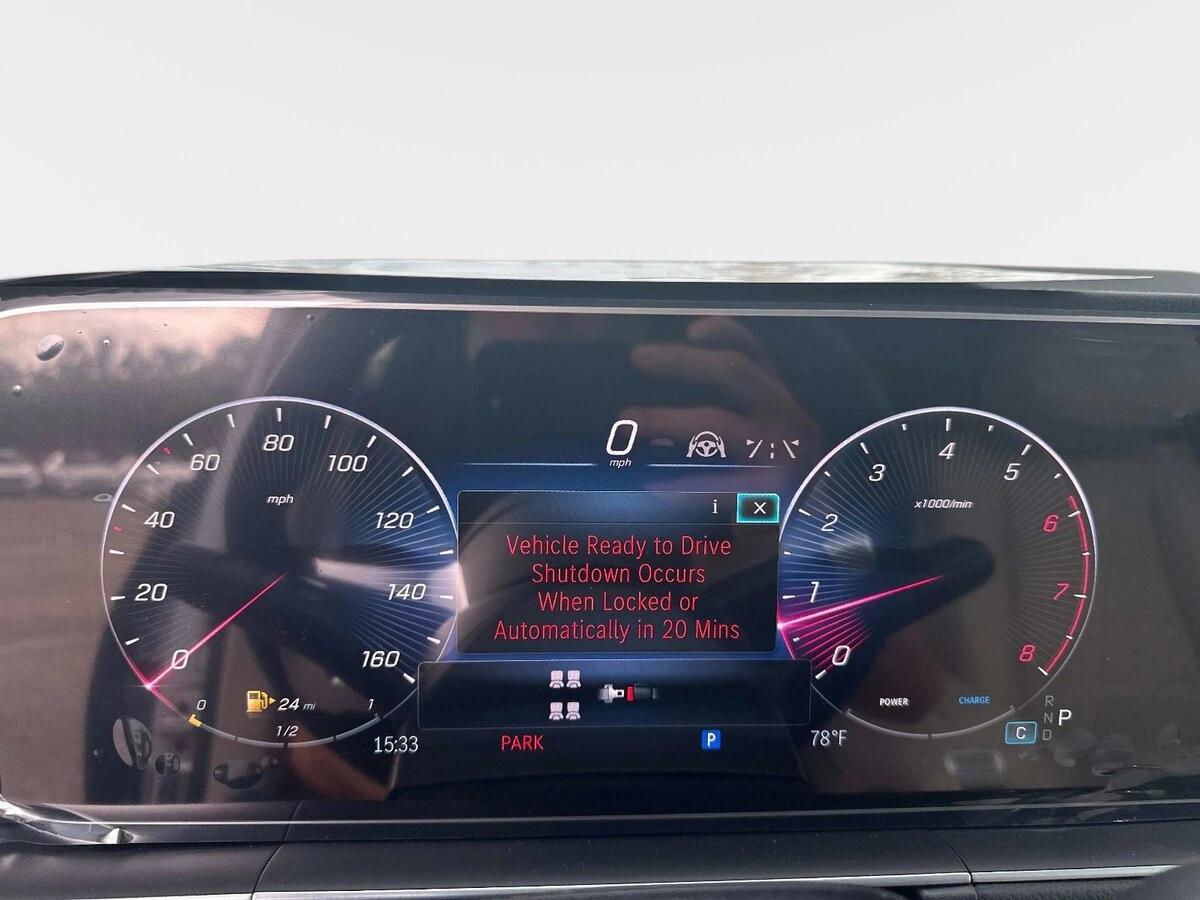 0
mph
i
Vehicle Ready to Drive
Shutdown Occurs
When Locked or
Automatically in 20 Mins
0
20
40
60
80
100
120
140
160
mph
0
24 mi
1
1/2
15:33
PARK
P
78°F
0
1
2
3
4
5
6
7
8
x1000/min
POWER
CHARGE
R
N P
C D